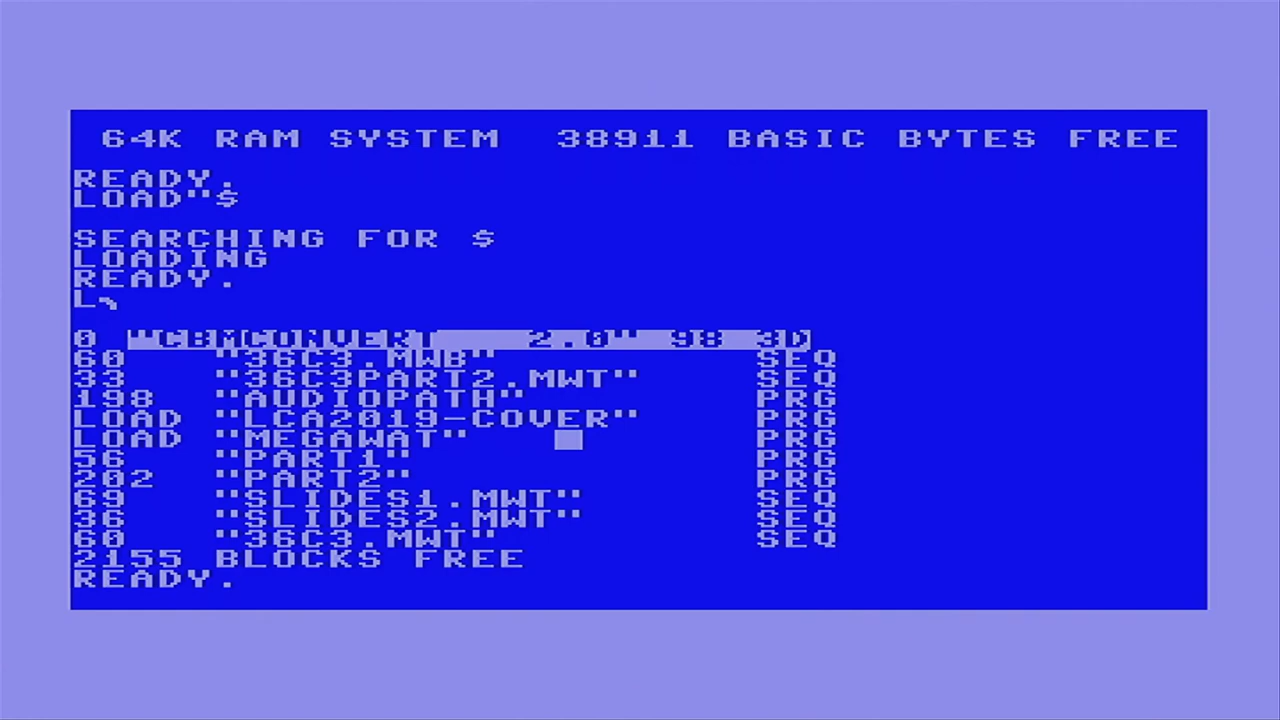 64K RAM SYSTEM  38911 BASIC BYTES FREE
READY.
LOAD"$
SEARCHING FOR $
LOADING
READY.
L
0 "CBMCONVERT    2.0" 98 3D
60    "36C3.MWB"          SEQ
33    "36C3PART2.MWT"     SEQ
198   "AUDIOPATH"         PRG
LOAD  "LCA2019-COVER"     PRG
LOAD  "MEGAWAT"           PRG
56    "PART1"             PRG
202   "PART2"             PRG
69    "SLIDES1.MWT"       SEQ
36    "SLIDES2.MWT"       SEQ
60    "36C3.MWT"          SEQ
2155 BLOCKS FREE
READY.